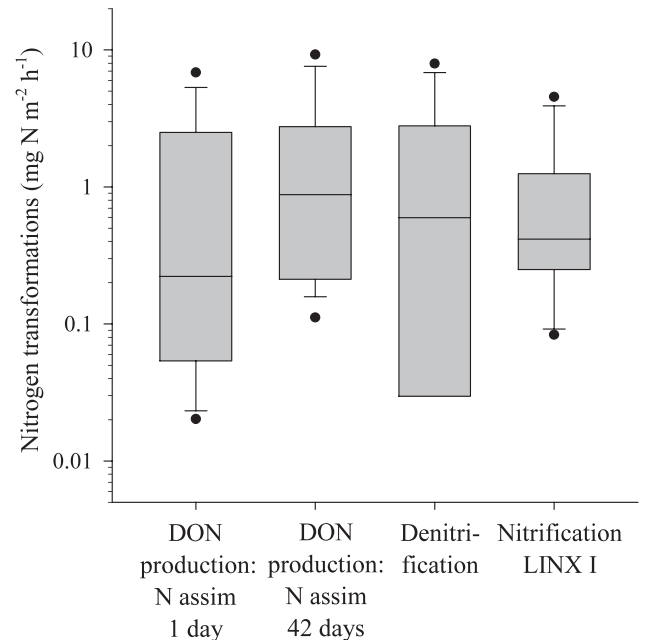 Nitrogen transformations (mg N m⁻² h⁻¹)
10
1
0.1
0.01
DON
production:
N assim
1 day
DON
production:
N assim
42 days
Denitri-
fication
Nitrification
LINX I